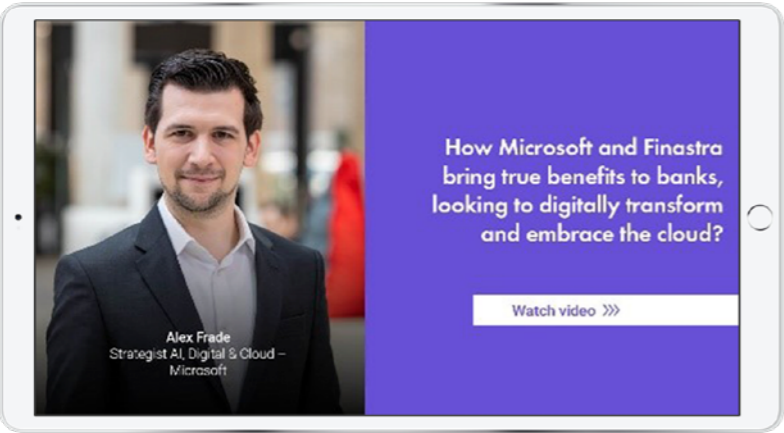 How Microsoft and Finastra
bring true benefits to banks,
looking to digitally transform
and embrace the cloud?
Watch video >>>
Alex Frade
Strategist AI, Digital & Cloud –
Microsoft